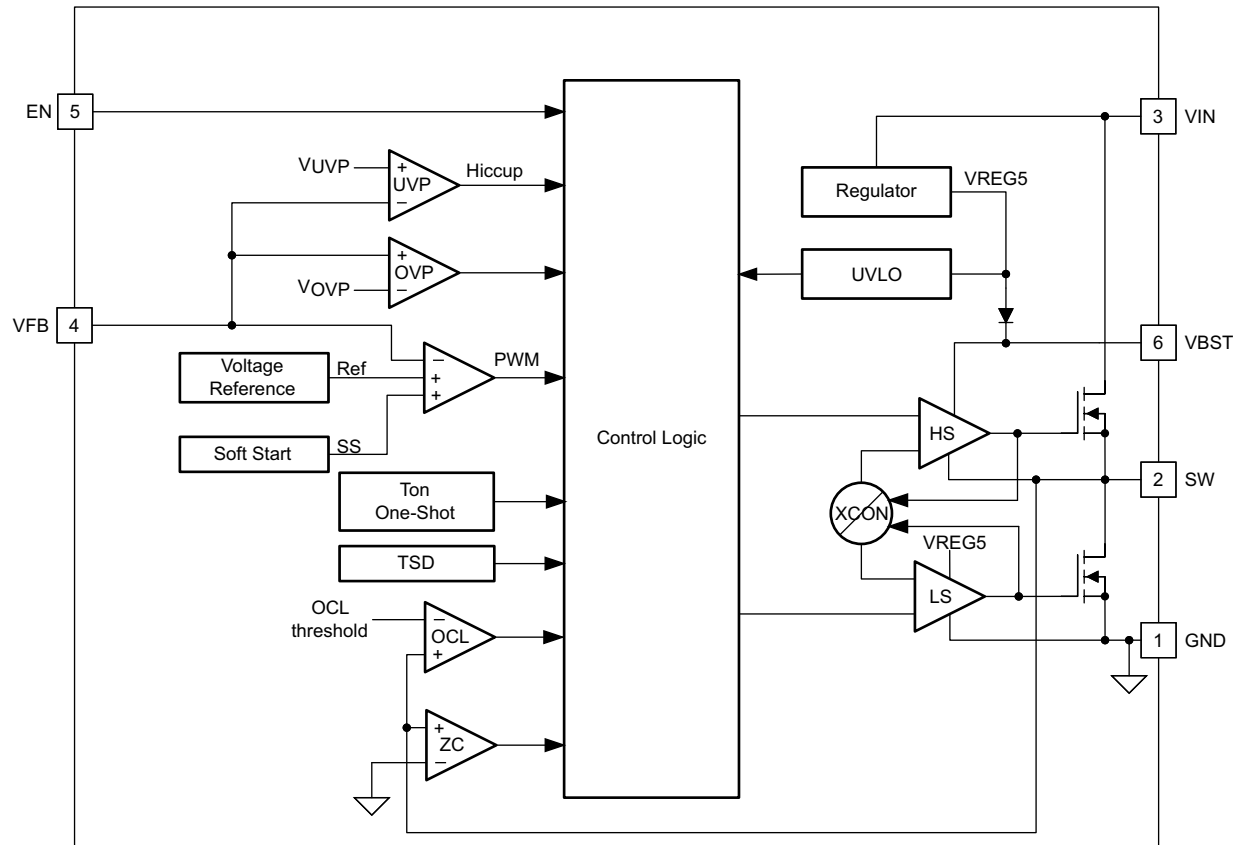 EN 5
3 VIN
VUVP
+
UVP
−
Hiccup
Regulator
VREG5
+
OVP
−
VOVP
UVLO
VFB 4
6 VBST
Voltage
Reference
Ref
−
+
+
PWM
Soft Start
SS
Control Logic
HS
2 SW
Ton
One-Shot
XCON
TSD
VREG5
LS
OCL
threshold
−
OCL
+
1 GND
+
ZC
−